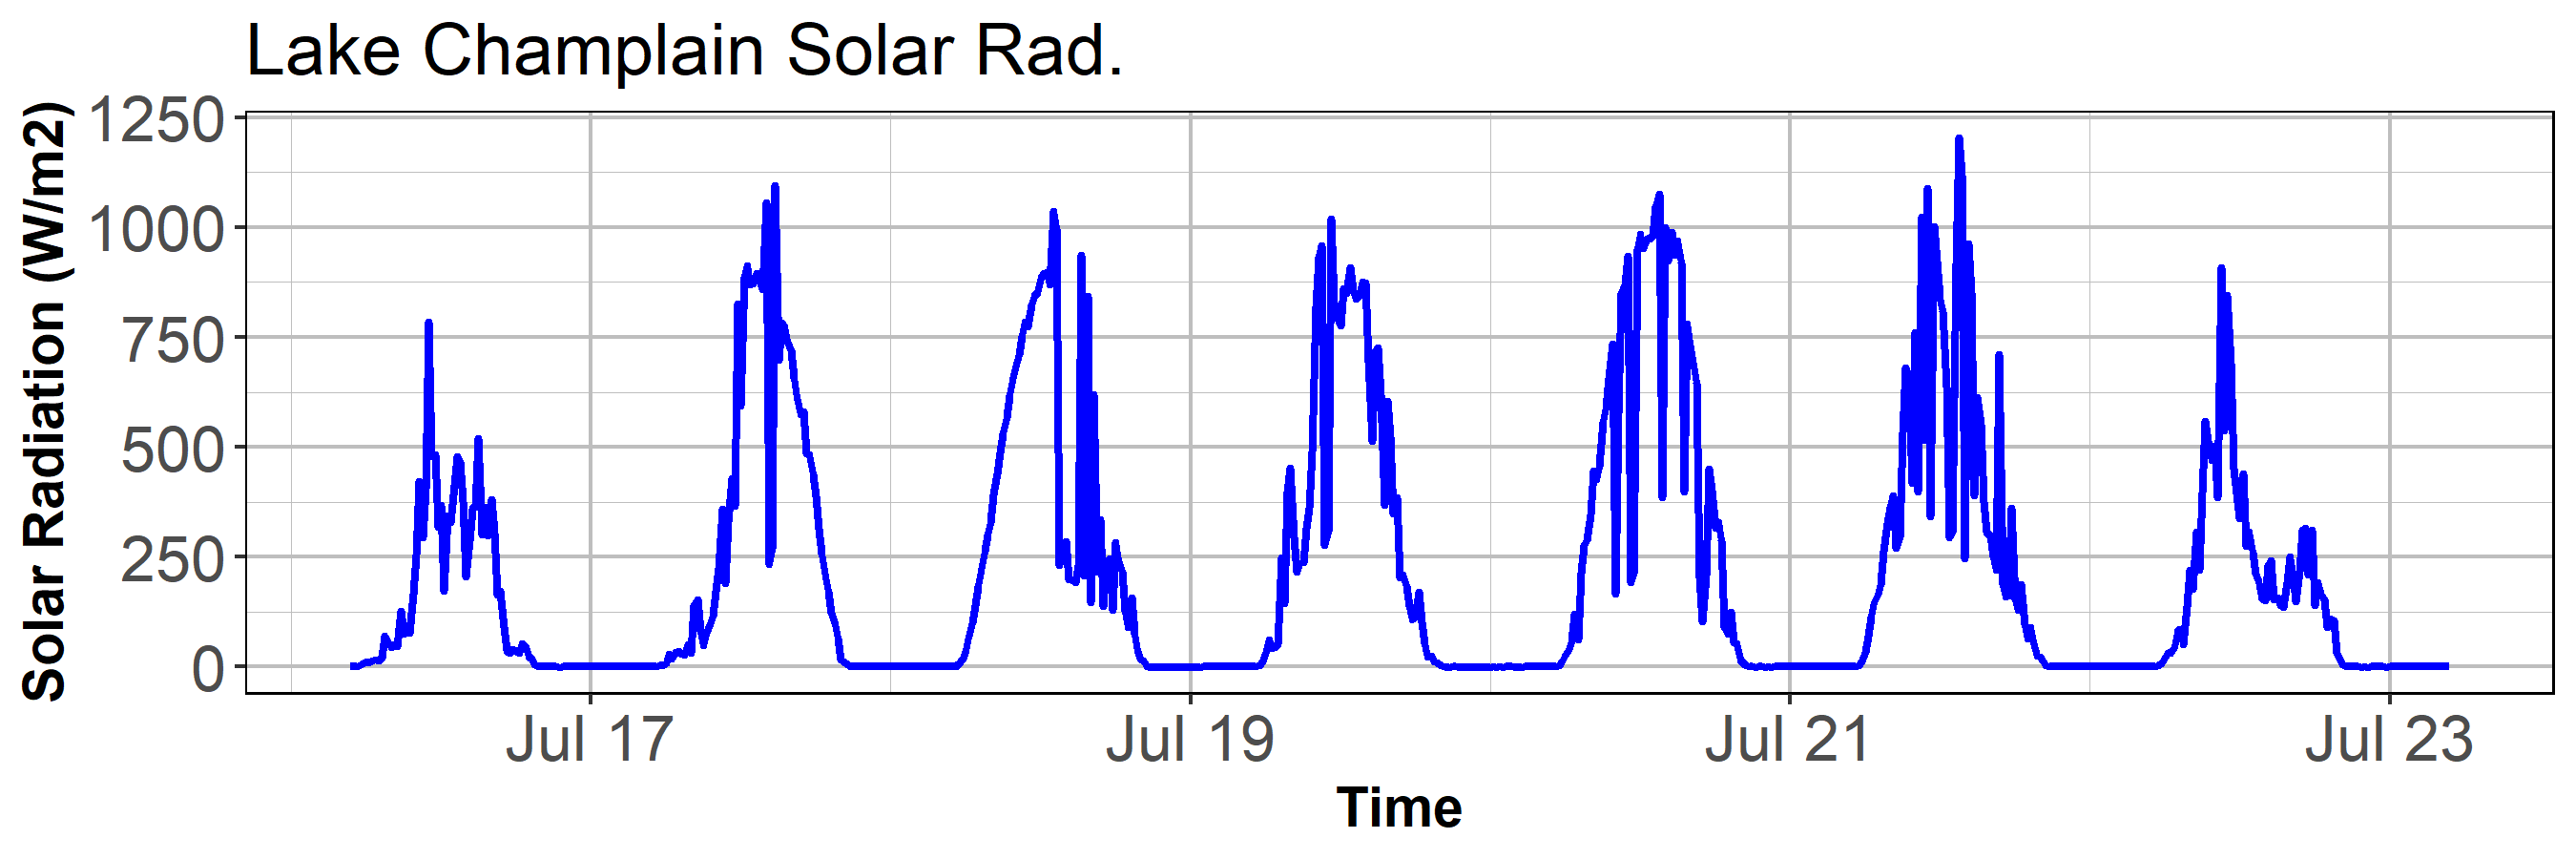 Lake Champlain Solar Rad.
Solar Radiation (W/m2)
1250
1000
750
500
250
0
Jul 17 Jul 19 Jul 21 Jul 23
Time